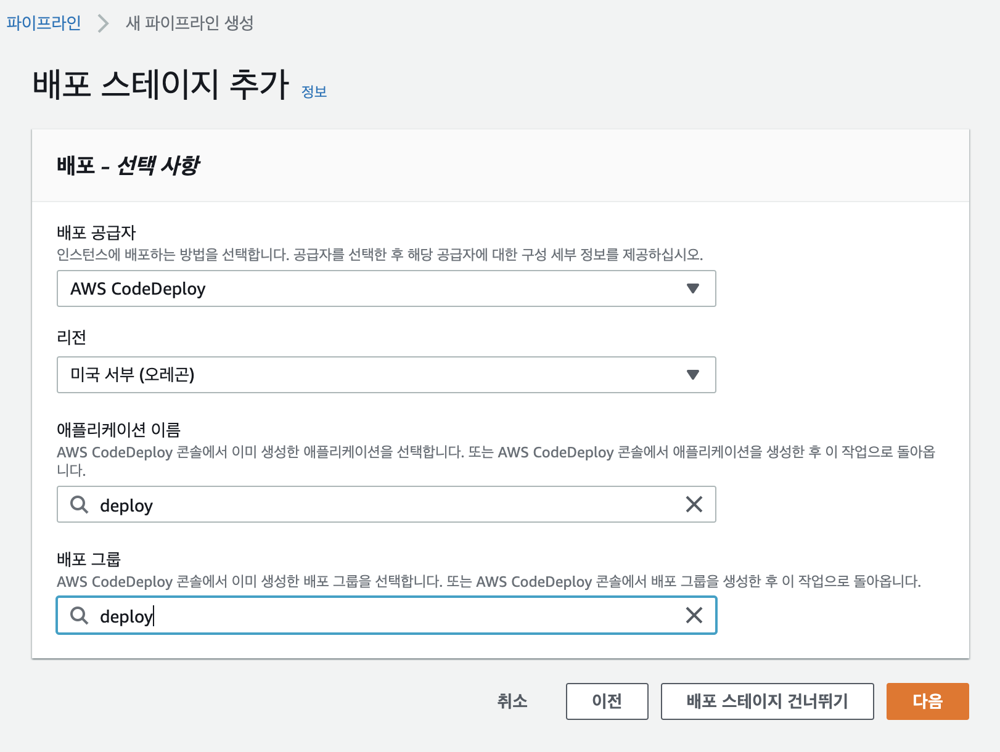 파이프라인 > 새 파이프라인 생성
배포 스테이지 추가 정보
배포 - 선택 사항
배포 공급자
인스턴스에 배포하는 방법을 선택합니다. 공급자를 선택한 후 해당 공급자에 대한 구성 세부 정보를 제공하십시오.
AWS CodeDeploy
리전
미국 서부 (오레곤)
애플리케이션 이름
AWS CodeDeploy 콘솔에서 이미 생성한 애플리케이션을 선택합니다. 또는 AWS CodeDeploy 콘솔에서 애플리케이션을 생성한 후 이 작업으로 돌아옵
니다.
deploy
배포 그룹
AWS CodeDeploy 콘솔에서 이미 생성한 배포 그룹을 선택합니다. 또는 AWS CodeDeploy 콘솔에서 배포 그룹을 생성한 후 이 작업으로 돌아옵니다.
deploy
취소 이전 배포 스테이지 건너뛰기 다음